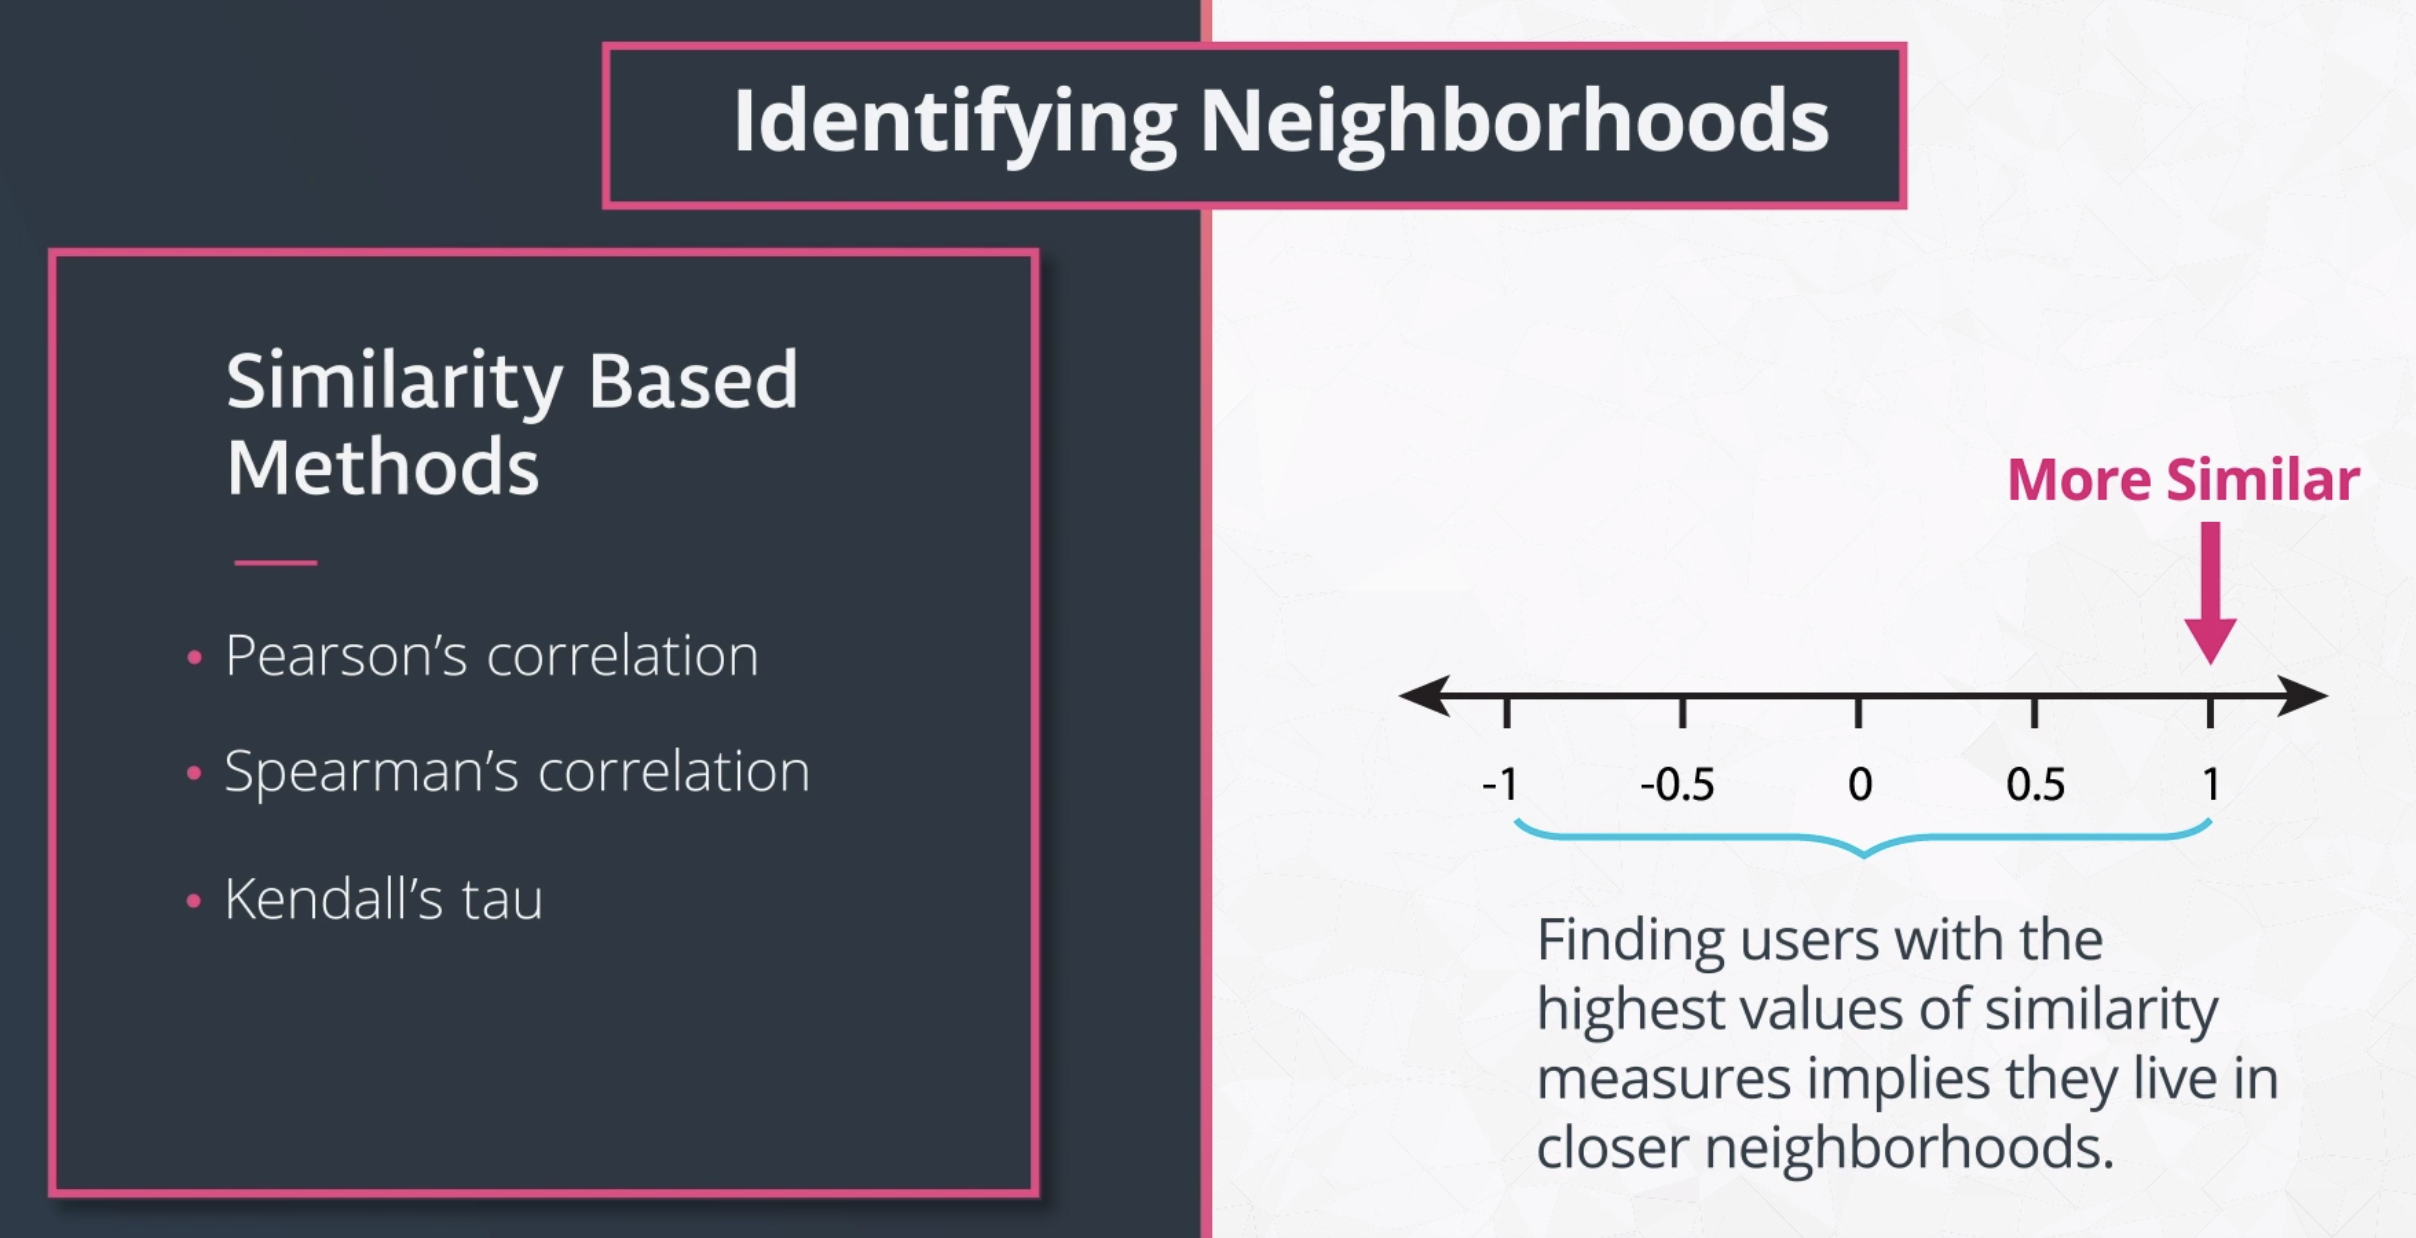 Identifying Neighborhoods
Similarity Based
Methods
• Pearson’s correlation
• Spearman’s correlation
• Kendall’s tau
More Similar
-1 -0.5 0 0.5 1
Finding users with the
highest values of similarity
measures implies they live in
closer neighborhoods.